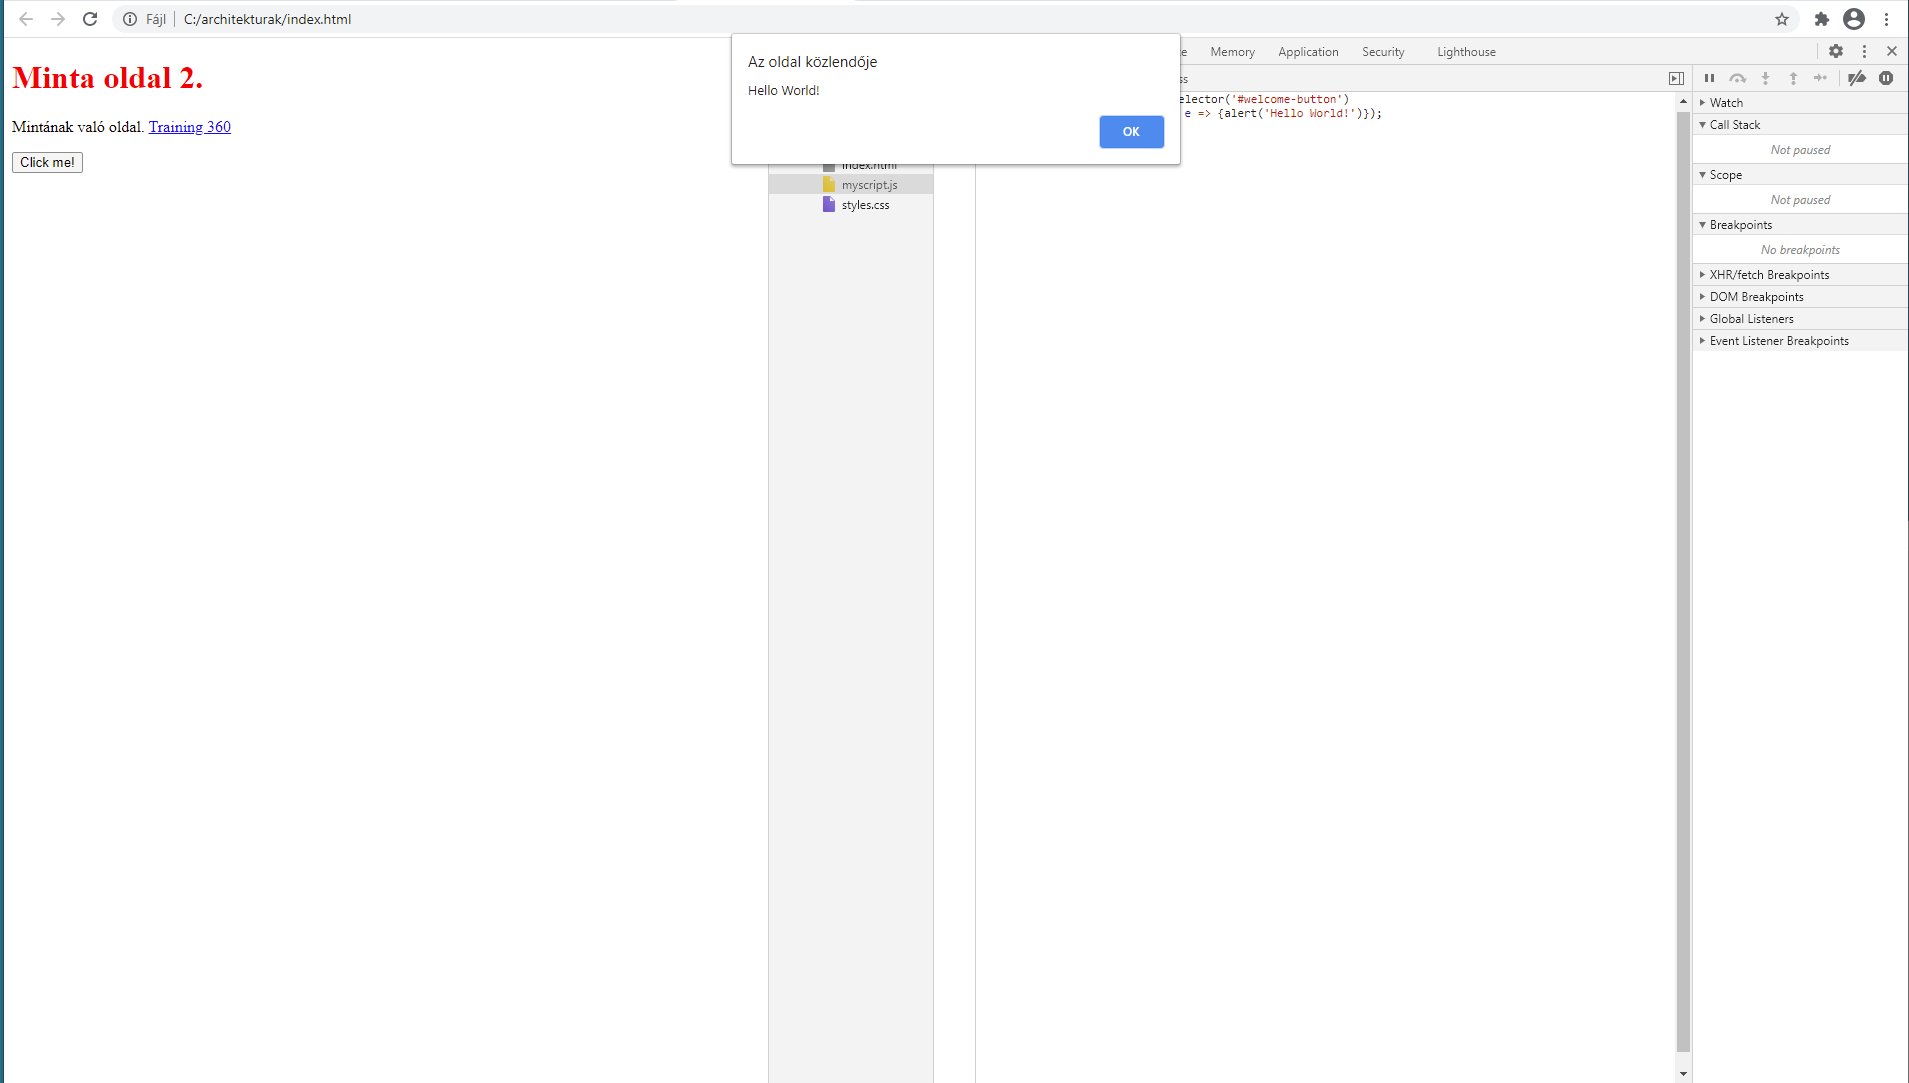 Fájl
C:/architekturak/index.html
Minta oldal 2.
Mintának való oldal. Training 360
Click me!
Az oldal közlendője
Hello World!
OK
Memory
Application
Security
Lighthouse
elector('#welcome-button')
e => {alert('Hello World!')});
index.html
myscript.js
styles.css
Watch
Call Stack
Not paused
Scope
Not paused
Breakpoints
No breakpoints
XHR/fetch Breakpoints
DOM Breakpoints
Global Listeners
Event Listener Breakpoints